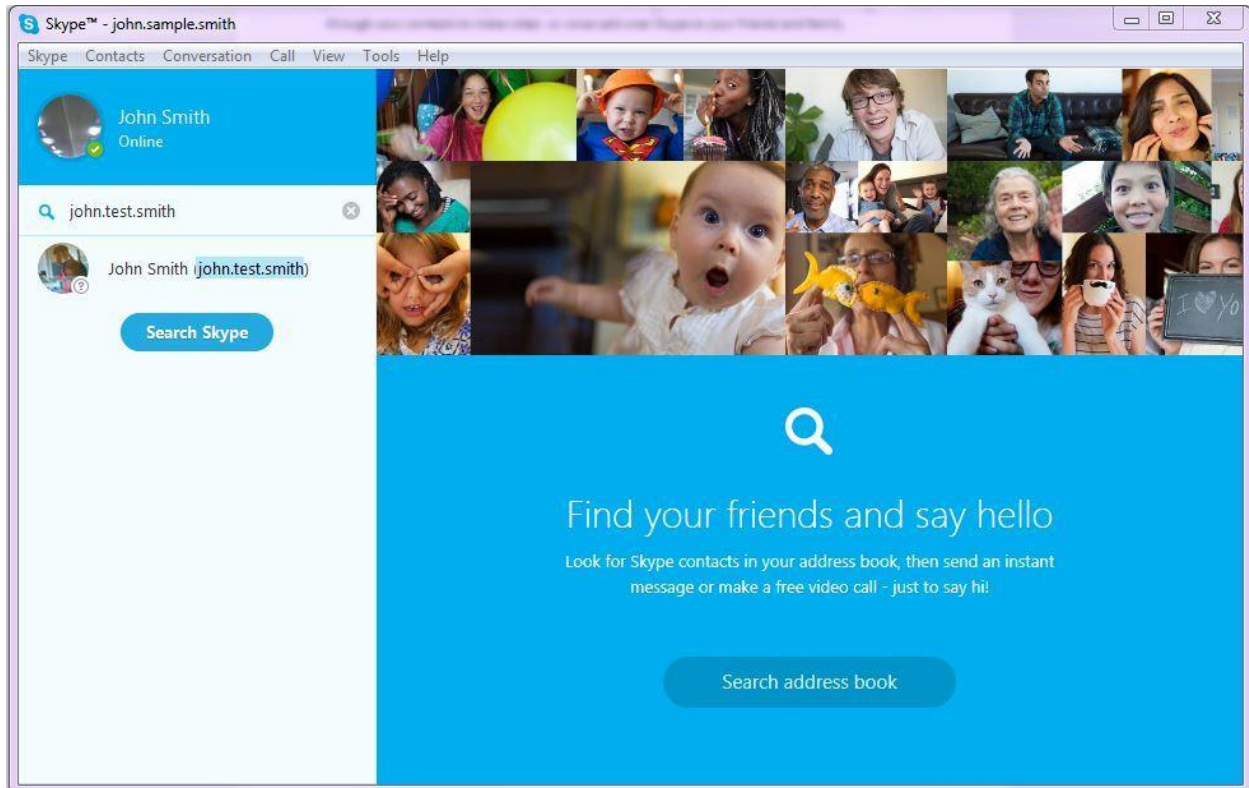 Skype™ - john.sample.smith
Skype Contacts Conversation Call View Tools Help
John Smith
Online
john.test.smith
John Smith (john.test.smith)
Search Skype
I ♥ Yo
Find your friends and say hello
Look for Skype contacts in your address book, then send an instant
message or make a free video call - just to say hi!
Search address book